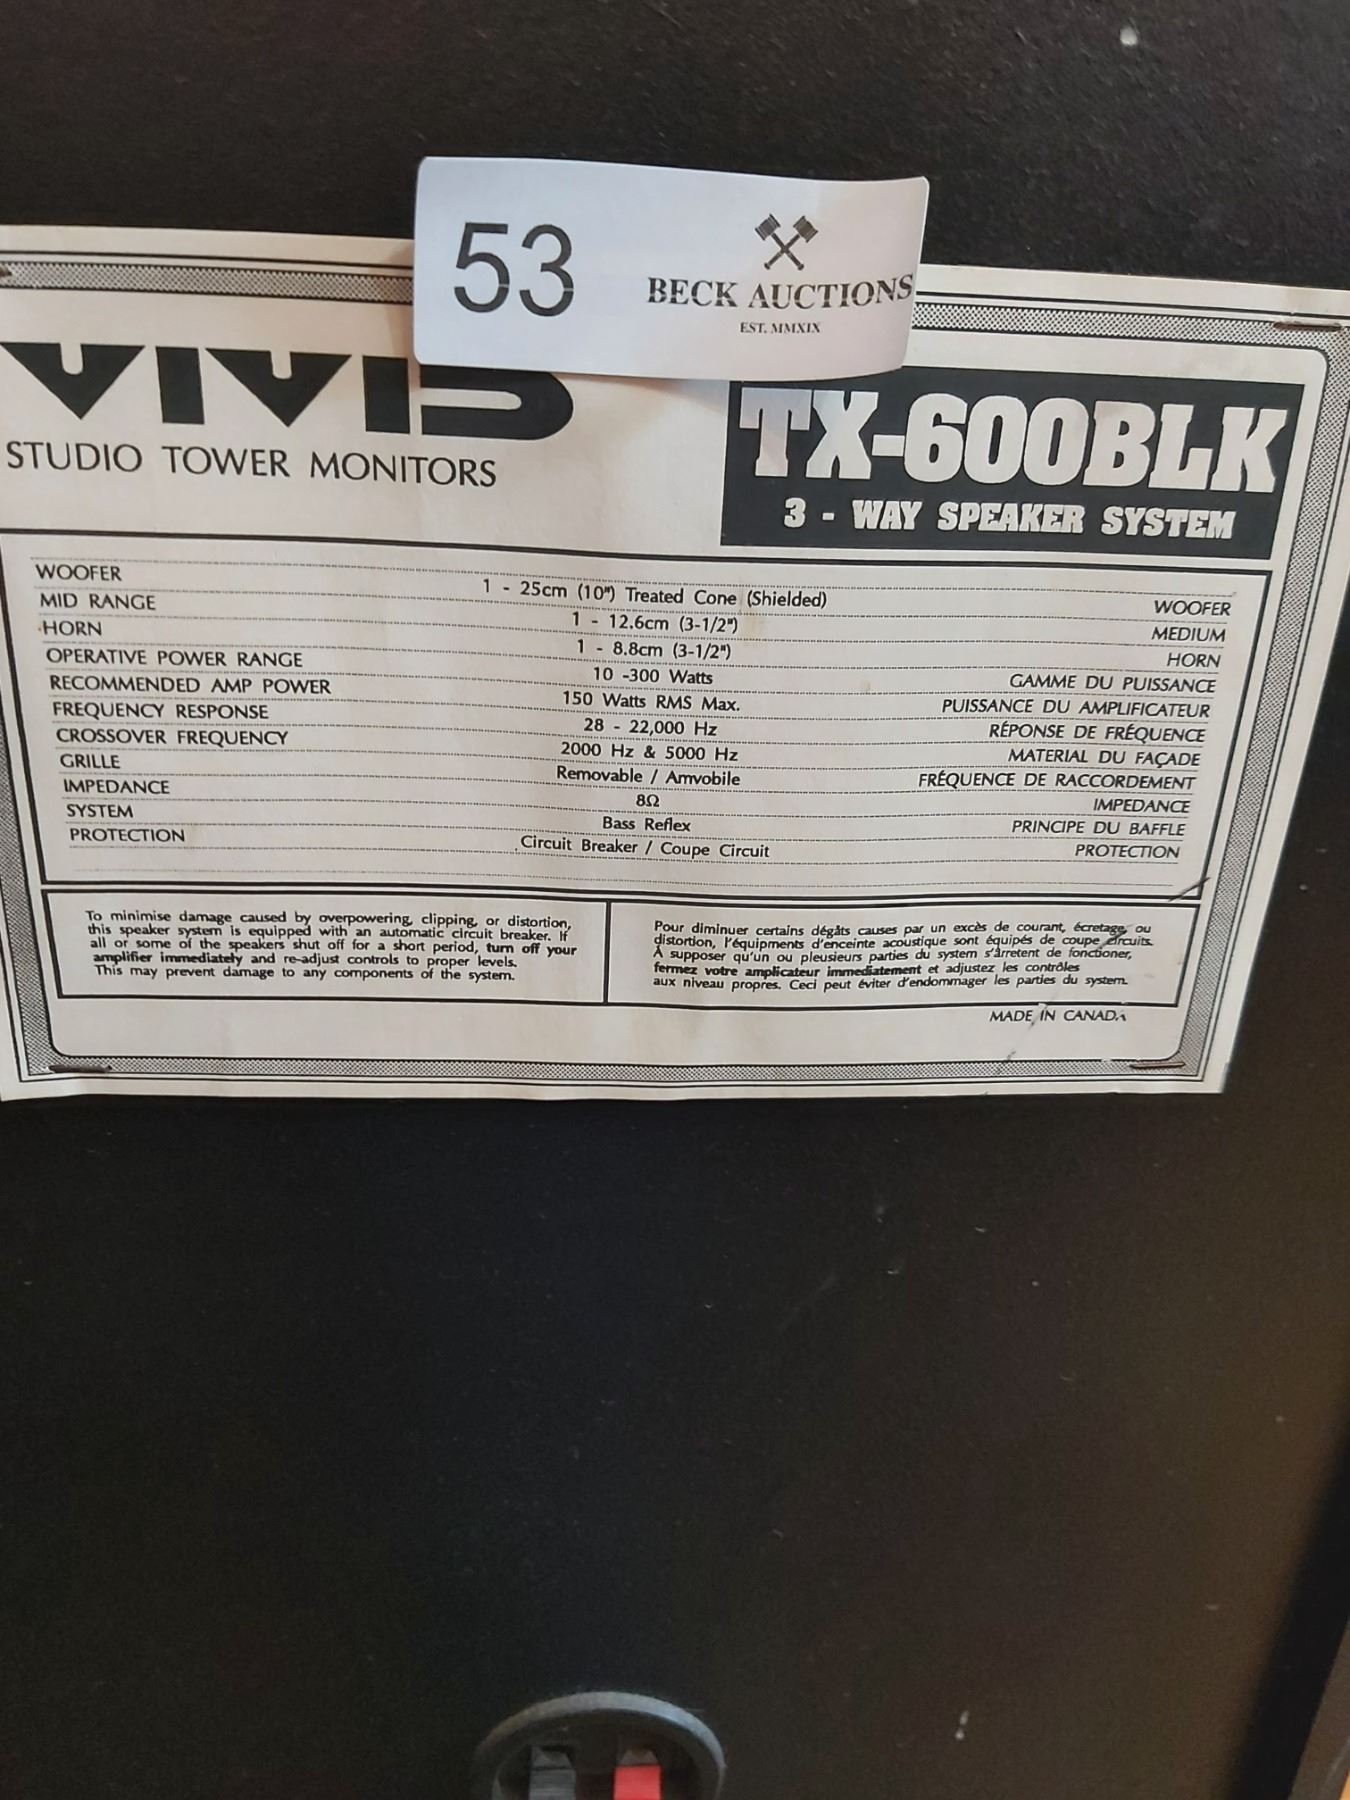 53
BECK AUCTIONS
EST. MMXIX
STUDIO TOWER MONITORS
TX-600BLK
3 - WAY SPEAKER SYSTEM
WOOFER 1 - 25cm (10") Treated Cone (Shielded) WOOFER
MID RANGE 1 - 12.6cm (3-1/2") MEDIUM
HORN 1 - 8.8cm (3-1/2") HORN
OPERATIVE POWER RANGE 10 -300 Watts GAMME DU PUISSANCE
RECOMMENDED AMP POWER 150 Watts RMS Max. PUISSANCE DU AMPLIFICATEUR
FREQUENCY RESPONSE 28 - 22,000 Hz RÉPONSE DE FRÉQUENCE
CROSSOVER FREQUENCY 2000 Hz & 5000 Hz MATERIAL DU FAÇADE
GRILLE Removable / Amvobile FRÉQUENCE DE RACCORDEMENT
IMPEDANCE 8Ω IMPEDANCE
SYSTEM Bass Reflex PRINCIPE DU BAFFLE
PROTECTION Circuit Breaker / Coupe Circuit PROTECTION
To minimise damage caused by overpowering, clipping, or distortion,
this speaker system is equipped with an automatic circuit breaker. If
all or some of the speakers shut off for a short period, turn off your
amplifier immediately and re-adjust controls to proper levels.
This may prevent damage to any components of the system.
Pour diminuer certains dégâts causes par un excès de courant, écretage, ou
distortion, l'équipments d'enceinte acoustique sont équipés de coupe circuits.
À supposer qu'un ou pleusieurs parties du system s'ârretent de fonctioner,
fermez votre amplicateur immediatement et adjustez les contrôles
aux niveau propres. Ceci peut éviter d'endommager les parties du system.
MADE IN CANADA